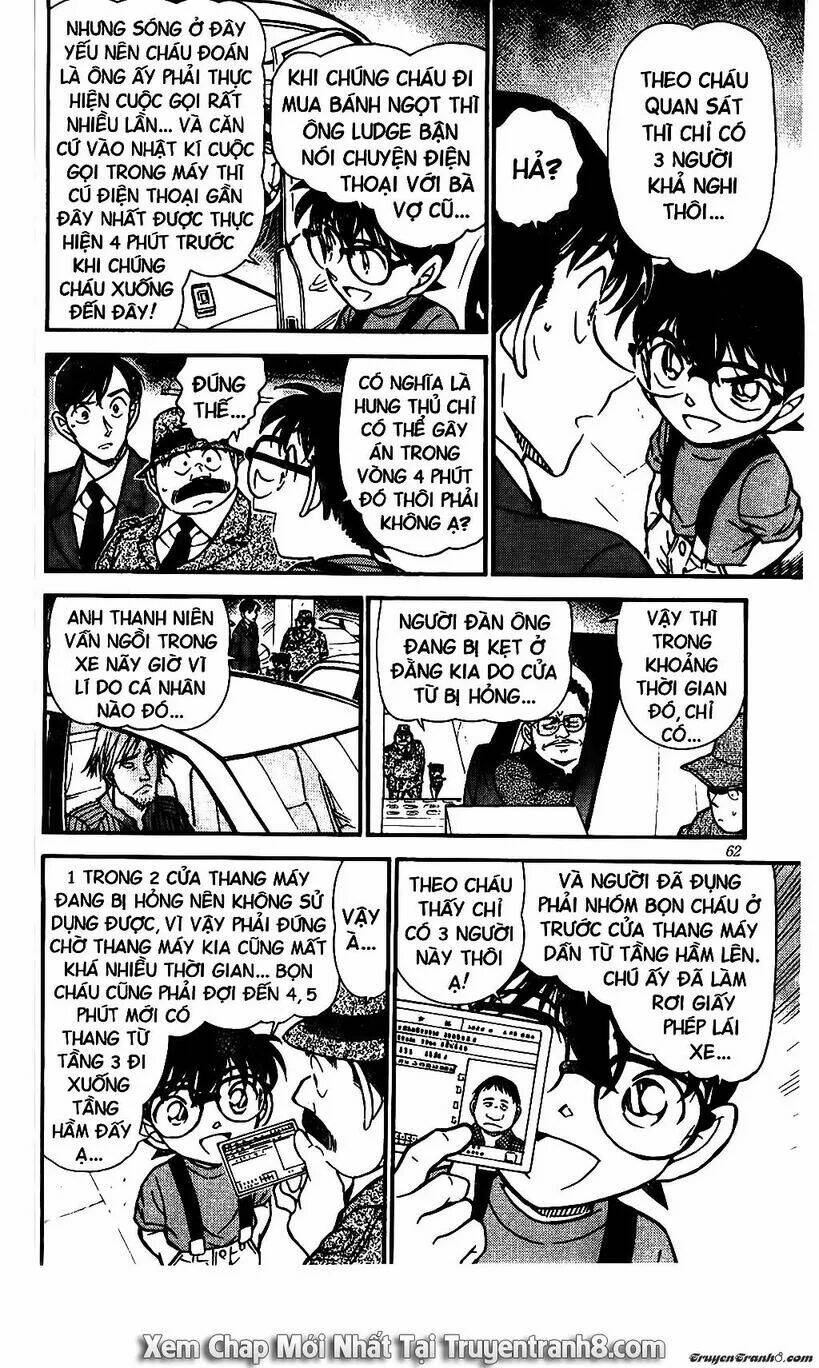 THEO CHÁU
QUAN SÁT
THÌ CHỈ CÓ
3 NGƯỜI
KHẢ NGHI
THÔI...
HẢ?
KHI CHÚNG CHÁU ĐI
MUA BÁNH NGỌT THÌ
ÔNG LUDGE BẬN
NÓI CHUYỆN ĐIỆN
THOẠI VỚI BÀ
VỢ CŨ...
NHƯNG SÓNG Ở ĐÂY
YẾU NÊN CHÁU ĐOÁN
LÀ ÔNG ẤY PHẢI THỰC
HIỆN CUỘC GỌI RẤT
NHIỀU LẦN... VÀ CĂN
CỨ VÀO NHẬT KÍ CUỘC
GỌI TRONG MÁY THÌ
CÚ ĐIỆN THOẠI GẦN
ĐÂY NHẤT ĐƯỢC THỰC
HIỆN 4 PHÚT TRƯỚC
KHI CHÚNG
CHÁU XUỐNG
ĐẾN ĐÂY!
CÓ NGHĨA LÀ
HUNG THỦ CHỈ
CÓ THỂ GÂY
ÁN TRONG
VÒNG 4 PHÚT
ĐÓ THÔI PHẢI
KHÔNG Ạ?
ĐÚNG
THẾ...
VẬY THÌ
TRONG
KHOẢNG
THỜI GIAN
ĐÓ, CHỈ
CÓ...
NGƯỜI ĐÀN ÔNG
ĐANG BỊ KẸT Ở
ĐẰNG KIA DO CỬA
TỪ BỊ HỎNG...
ANH THANH NIÊN
VẪN NGỒI TRONG
XE NÃY GIỜ VÌ
LÍ DO CÁ NHÂN
NÀO ĐÓ...
62
VÀ NGƯỜI ĐÃ ĐỤNG
PHẢI NHÓM BỌN CHÁU Ở
TRƯỚC CỬA THANG MÁY
DẪN TỪ TẦNG HẦM LÊN.
CHÚ ẤY ĐÃ LÀM
RƠI GIẤY
PHÉP LÁI
XE...
THEO CHÁU
THẤY CHỈ
CÓ 3 NGƯỜI
NÀY THÔI
Ạ!
VẬY
À...
1 TRONG 2 CỬA THANG MÁY
ĐANG BỊ HỎNG NÊN KHÔNG SỬ
DỤNG ĐƯỢC, VÌ VẬY PHẢI ĐỨNG
CHỜ THANG MÁY KIA CŨNG MẤT
KHÁ NHIỀU THỜI GIAN... BỌN
CHÁU CŨNG PHẢI ĐỢI ĐẾN 4, 5
PHÚT MỚI CÓ
THANG TỪ
TẦNG 3 ĐI
XUỐNG
TẦNG
HẦM ĐẤY
Ạ...
Xem Chap Mới Nhất Tại Truyentranh8.com
TruyenTranh8.com